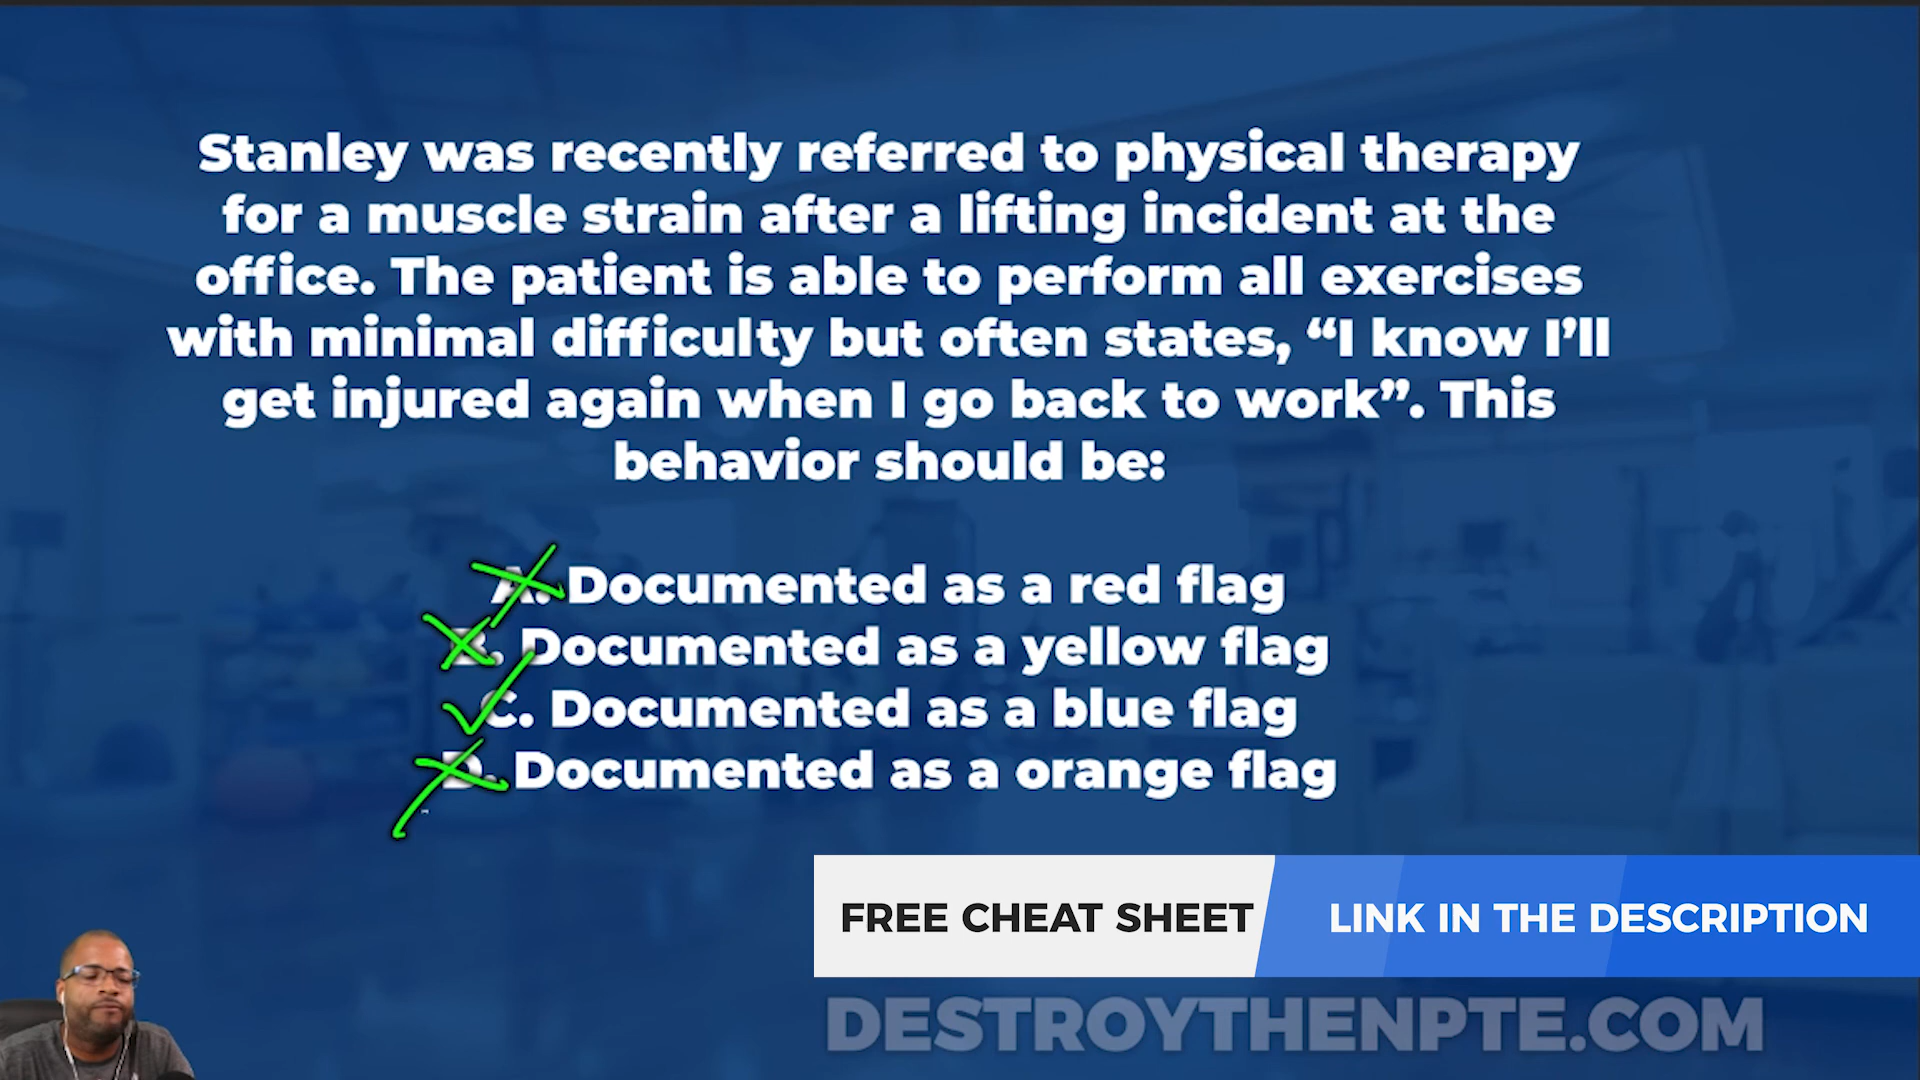 Stanley was recently referred to physical therapy
for a muscle strain after a lifting incident at the
office. The patient is able to perform all exercises
with minimal difficulty but often states, “I know I’ll
get injured again when I go back to work”. This
behavior should be:
A. Documented as a red flag
B. Documented as a yellow flag
C. Documented as a blue flag
D. Documented as a orange flag
FREE CHEAT SHEET LINK IN THE DESCRIPTION
DESTROYTHENPTE.COM